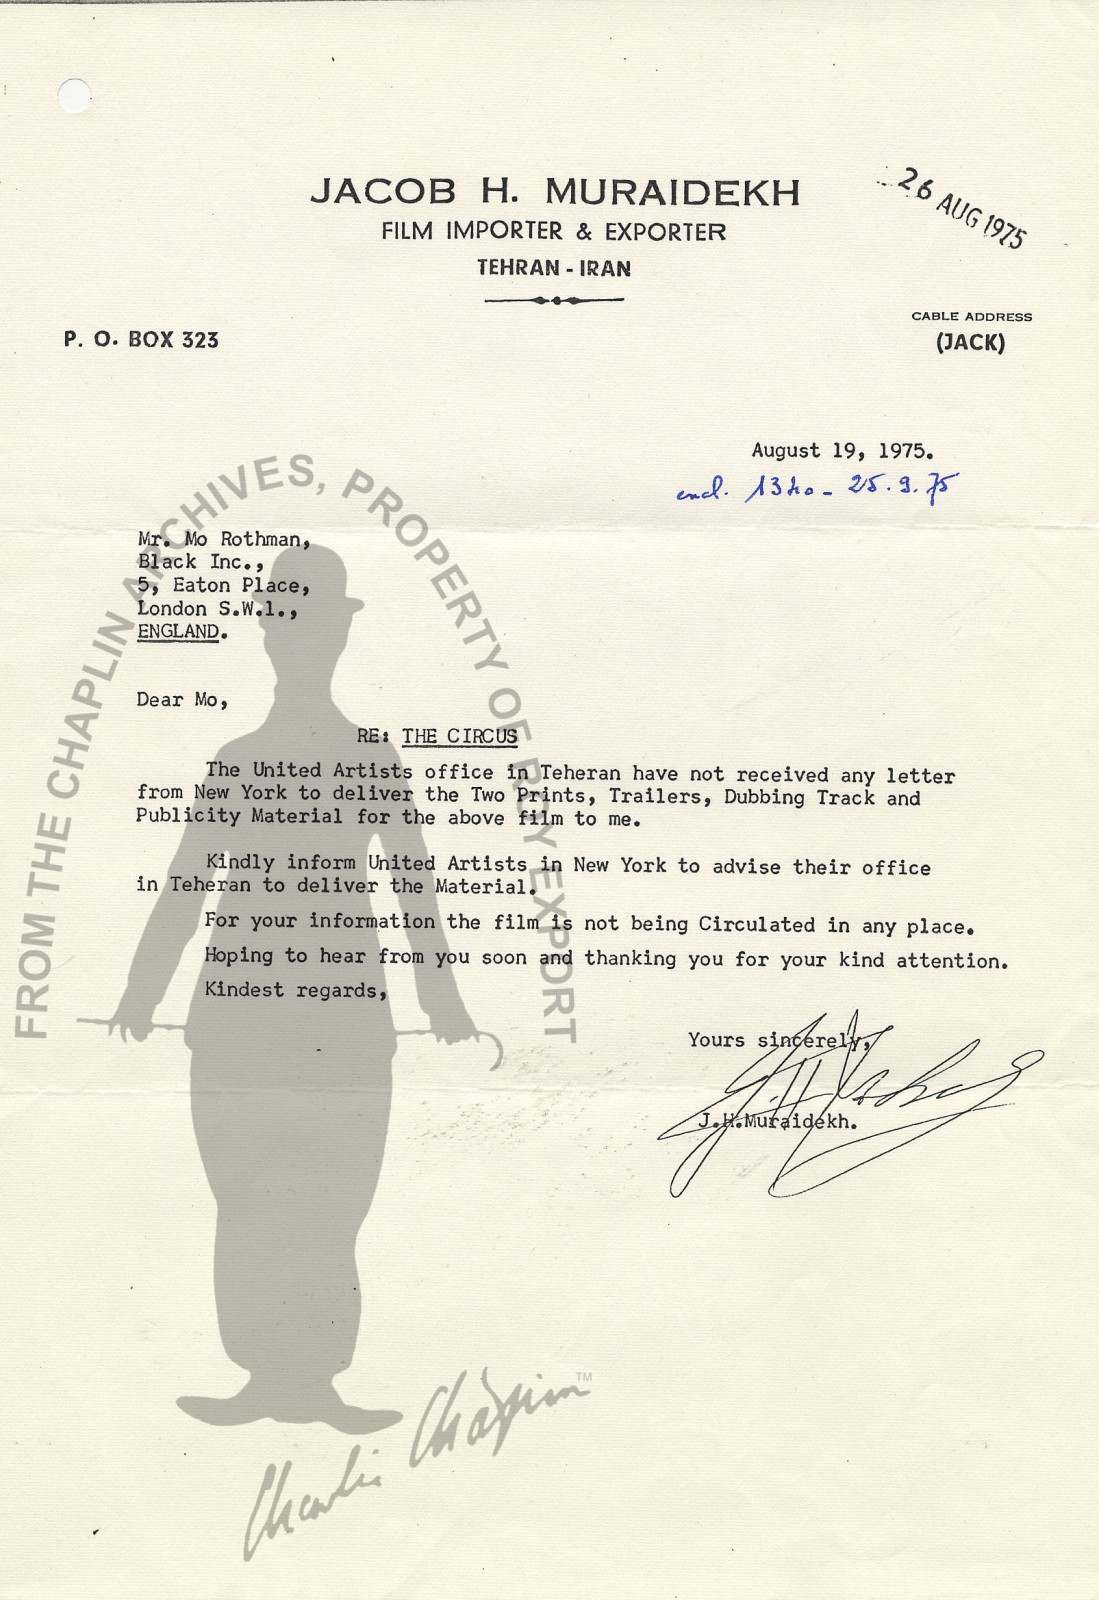 JACOB H. MURAIDEKH
FILM IMPORTER & EXPORTER
TEHRAN - IRAN
26 AUG 1975
P. O. BOX 323
CABLE ADDRESS
(JACK)
August 19, 1975.
25.9.75
Mr. Mo Rothman,
Black Inc.,
5, Eaton Place,
London S.W.1.,
ENGLAND.
Dear Mo,
RE: THE CIRCUS
The United Artists office in Teheran have not received any letter
from New York to deliver the Two Prints, Trailers, Dubbing Track and
Publicity Material for the above film to me.
Kindly inform United Artists in New York to advise their office
in Teheran to deliver the Material.
For your information the film is not being Circulated in any place.
Hoping to hear from you soon and thanking you for your kind attention.
Kindest regards,
Yours sincerely,
J.H.Muraidekh.
FROM THE CHAPLIN ARCHIVES, PROPERTY OF ROY EXPORT
Charlie Chaplin TM